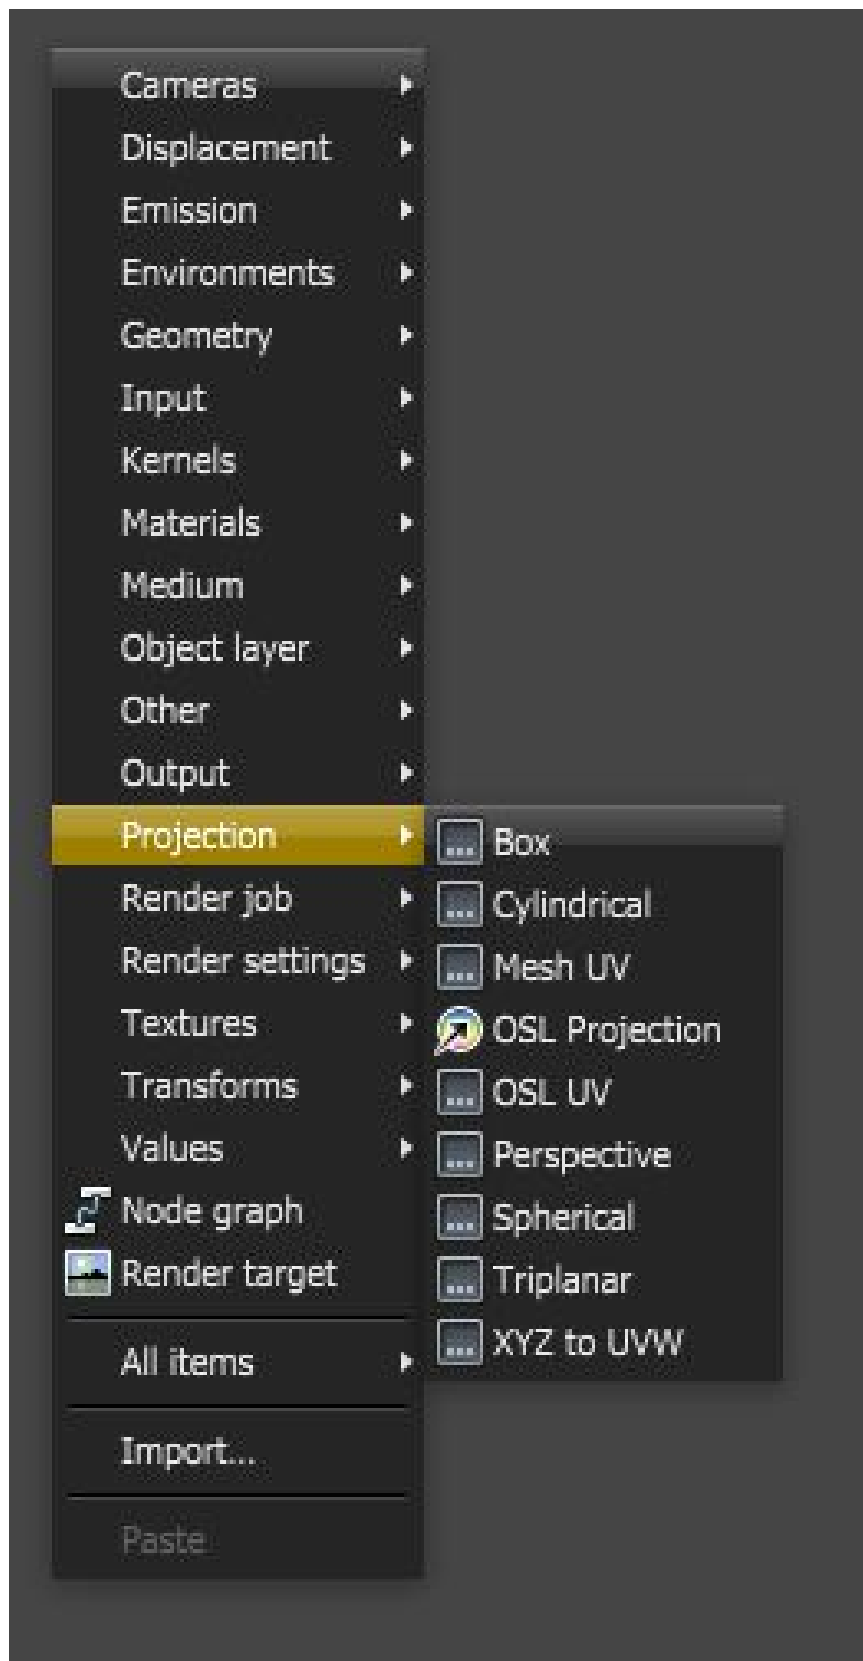 Cameras
Displacement
Emission
Environments
Geometry
Input
Kernels
Materials
Medium
Object layer
Other
Output
Projection
Render job
Render settings
Textures
Transforms
Values
Node graph
Render target
All items
Import...
Paste
Box
Cylindrical
Mesh UV
OSL Projection
OSL UV
Perspective
Spherical
Triplanar
XYZ to UVW